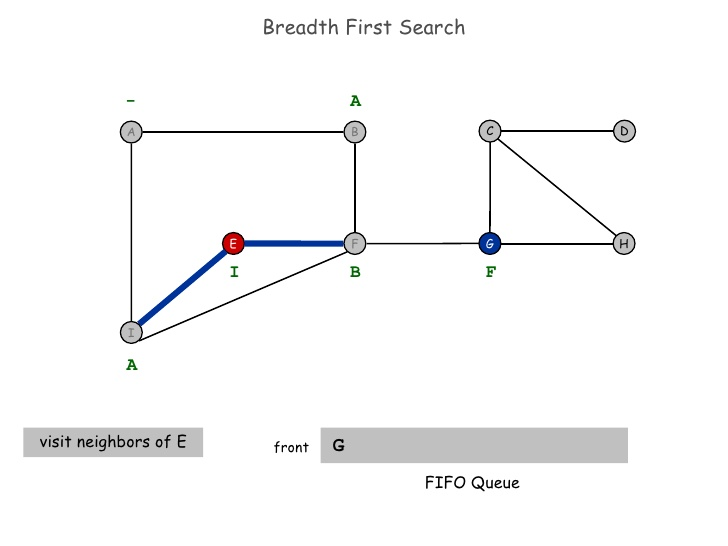 Breadth First Search
- A
A B C D
E F G H
I B F
I
A
visit neighbors of E
front G
FIFO Queue